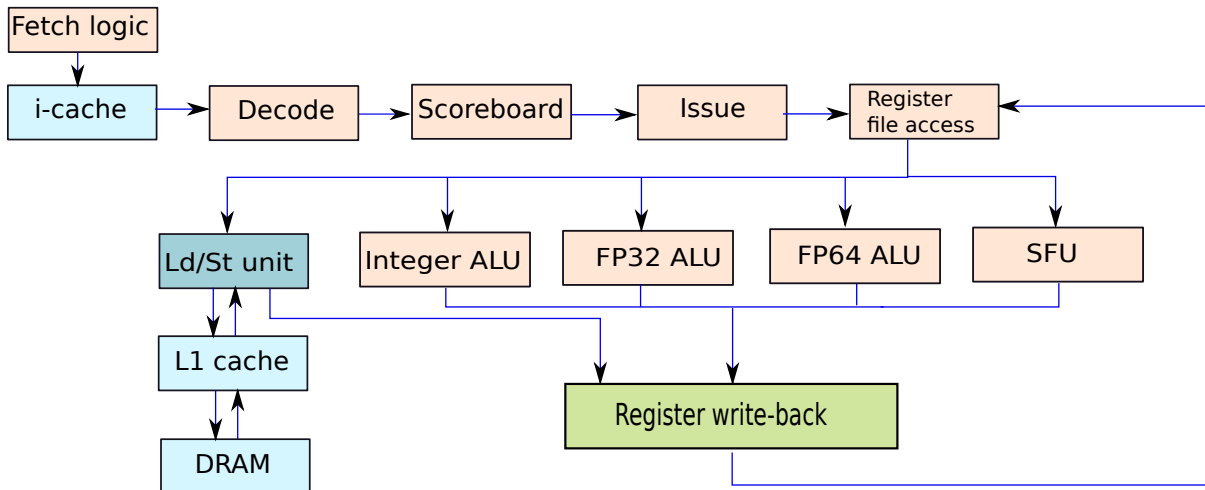 Fetch logic
i-cache
Decode
Scoreboard
Issue
Register
file access
Ld/St unit
Integer ALU
FP32 ALU
FP64 ALU
SFU
L1 cache
Register write-back
DRAM